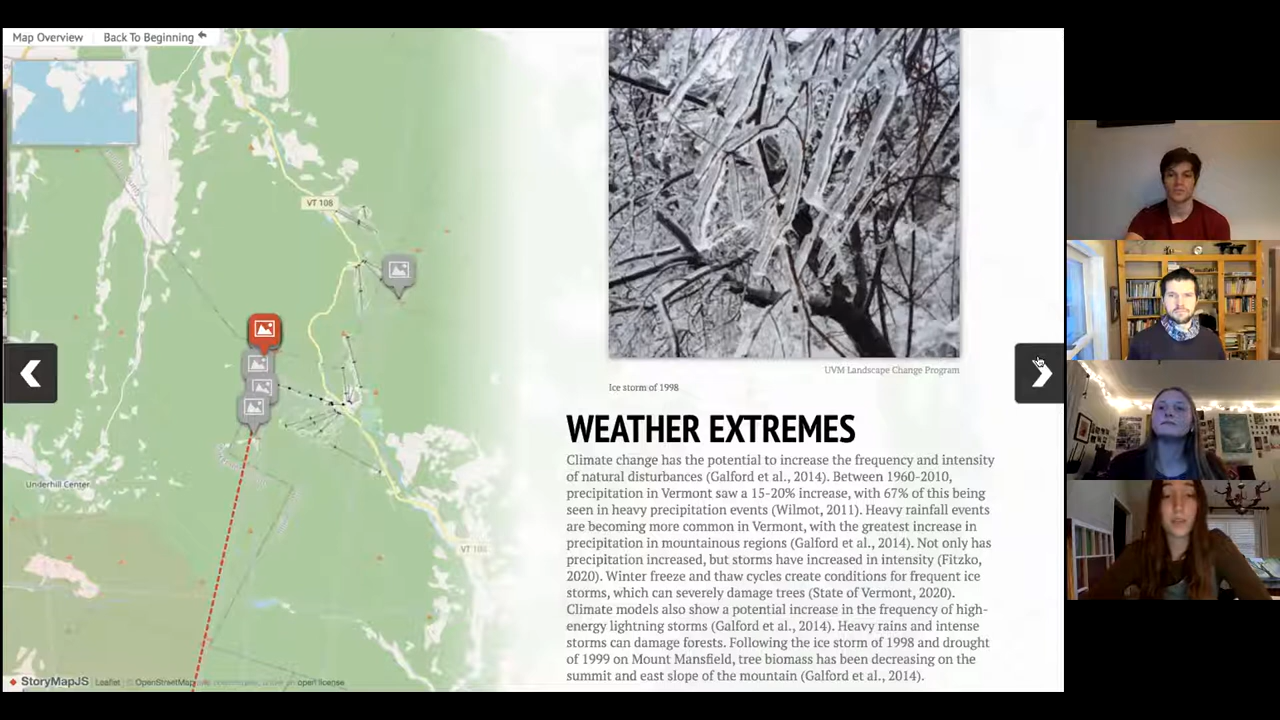 Map Overview
Back To Beginning
VT 108
Underhill Center
VT 108
StoryMapJS | Leaflet
OpenStreetMap
open license
UVM Landscape Change Program
Ice storm of 1998
WEATHER EXTREMES
Climate change has the potential to increase the frequency and intensity
of natural disturbances (Galford et al., 2014). Between 1960-2010,
precipitation in Vermont saw a 15-20% increase, with 67% of this being
seen in heavy precipitation events (Wilmot, 2011). Heavy rainfall events
are becoming more common in Vermont, with the greatest increase in
precipitation in mountainous regions (Galford et al., 2014). Not only has
precipitation increased, but storms have increased in intensity (Fitzko,
2020). Winter freeze and thaw cycles create conditions for frequent ice
storms, which can severely damage trees (State of Vermont, 2020).
Climate models also show a potential increase in the frequency of high-
energy lightning storms (Galford et al., 2014). Heavy rains and intense
storms can damage forests. Following the ice storm of 1998 and drought
of 1999 on Mount Mansfield, tree biomass has been decreasing on the
summit and east slope of the mountain (Galford et al., 2014).